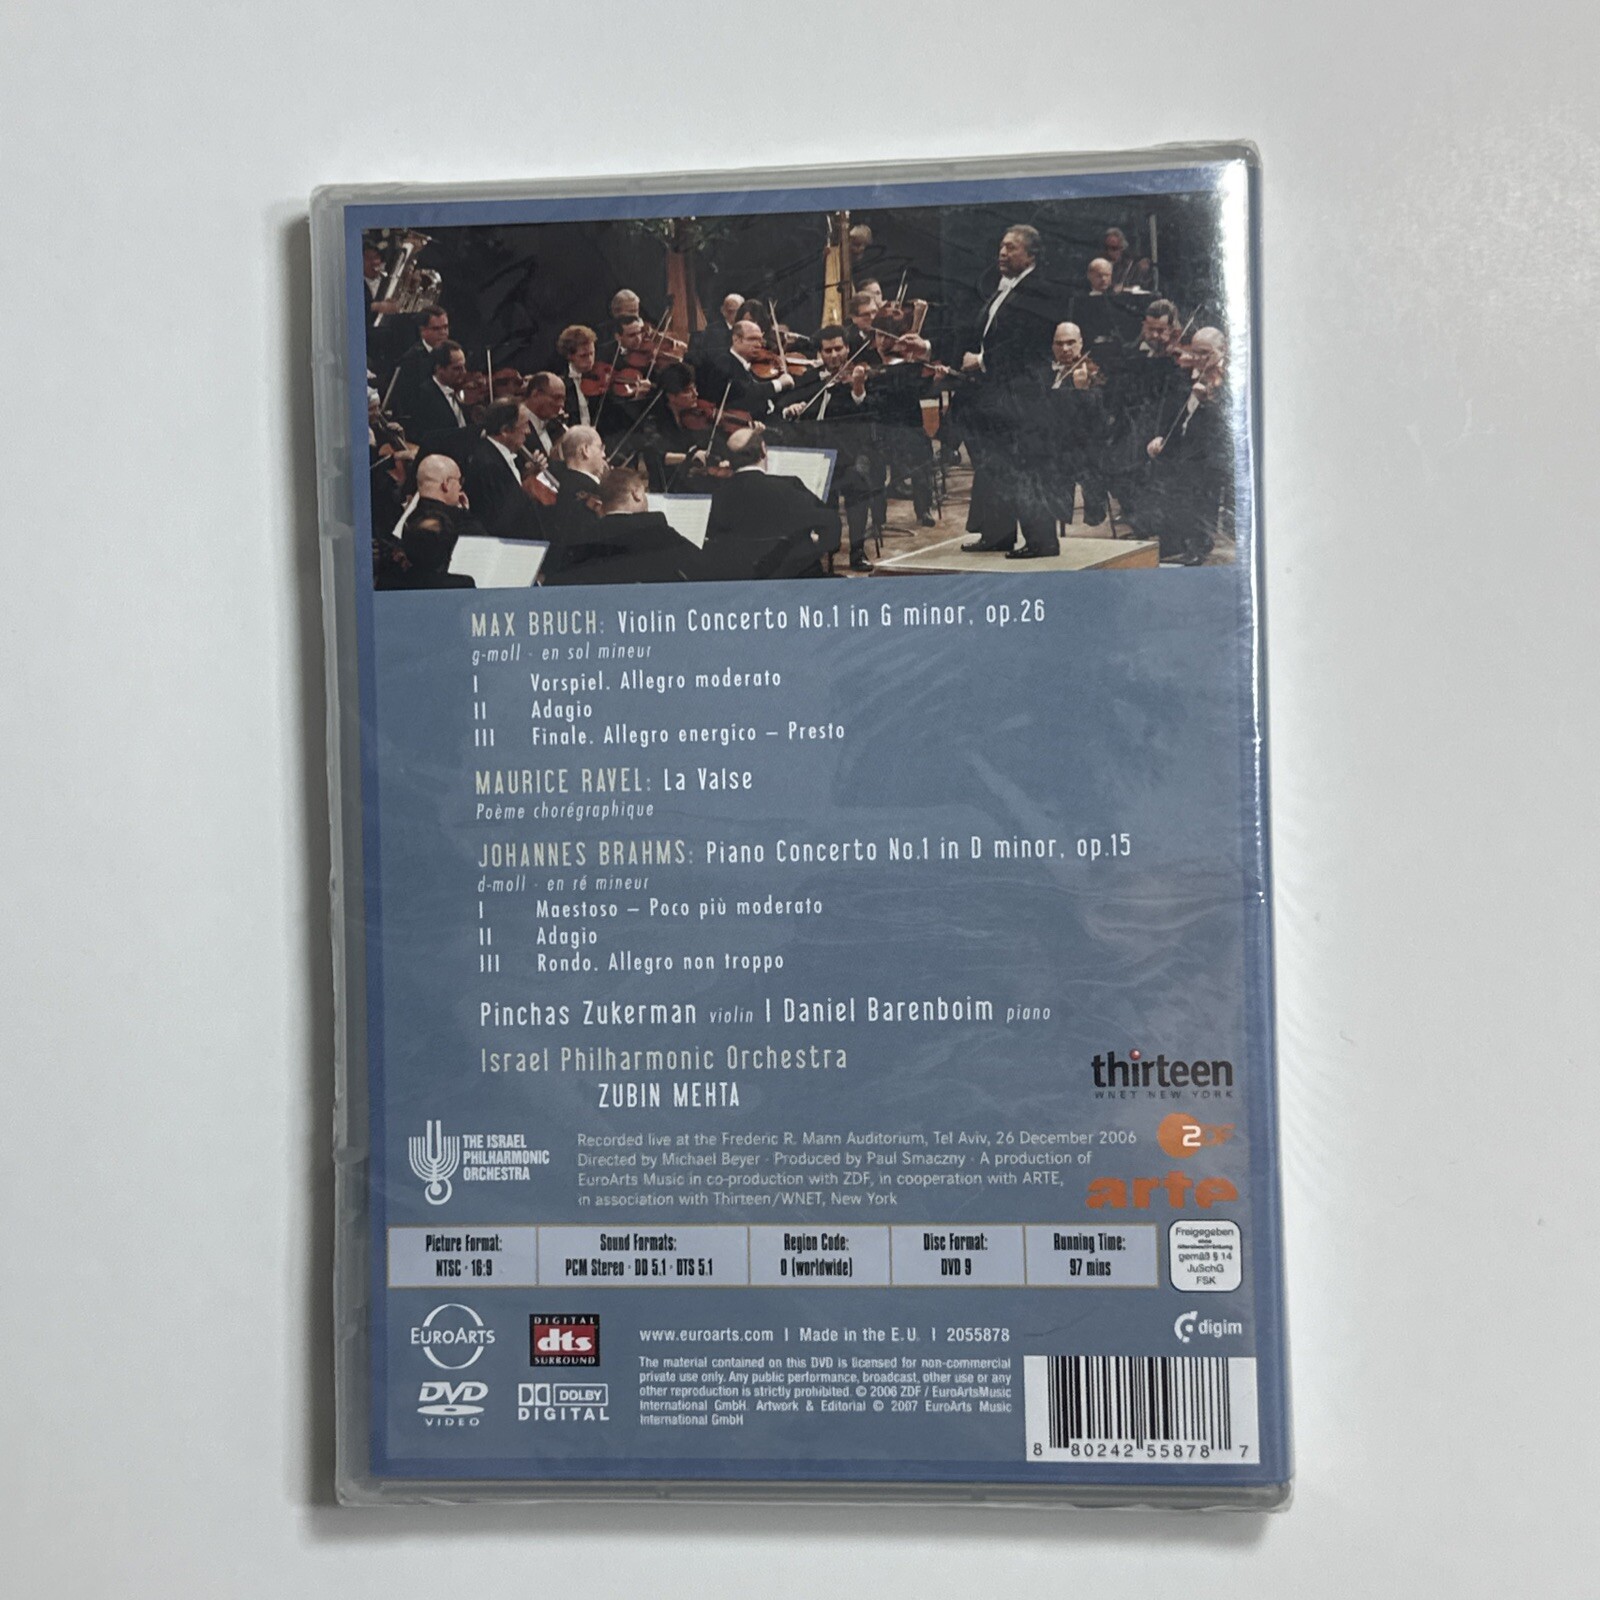 MAX BRUCH: Violin Concerto No.1 in G minor, op.26
g-moll · en sol mineur
I Vorspiel. Allegro moderato
II Adagio
III Finale. Allegro energico – Presto
MAURICE RAVEL: La Valse
Poème chorégraphique
JOHANNES BRAHMS: Piano Concerto No.1 in D minor, op.15
d-moll · en ré mineur
I Maestoso – Poco più moderato
II Adagio
III Rondo. Allegro non troppo
Pinchas Zukerman violin | Daniel Barenboim piano
Israel Philharmonic Orchestra
ZUBIN MEHTA
thirteen
WNET NEW YORK
THE ISRAEL
PHILHARMONIC
ORCHESTRA
Recorded live at the Frederic R. Mann Auditorium, Tel Aviv, 26 December 2006
Directed by Michael Beyer · Produced by Paul Smaczny · A production of
EuroArts Music in co-production with ZDF, in cooperation with ARTE,
in association with Thirteen/WNET, New York
2DF
arte
Picture Format:
NTSC · 16:9
Sound Formats:
PCM Stereo · DD 5.1 · DTS 5.1
Region Code:
0 (worldwide)
Disc Format:
DVD 9
Running Time:
97 mins
Freigegeben
ohne
Altersbeschränkung
gemäß § 14
JuSchG
FSK
EUROARTS
DIGITAL
dts
SURROUND
www.euroarts.com | Made in the E.U. | 2055878
digim
The material contained on this DVD is licensed for non-commercial
private use only. Any public performance, broadcast, other use or any
other reproduction is strictly prohibited. © 2006 ZDF / EuroArtsMusic
International GmbH. Artwork & Editorial © 2007 EuroArts Music
International GmbH
DVD
VIDEO
DOLBY
DIGITAL
8 80242 55878 7